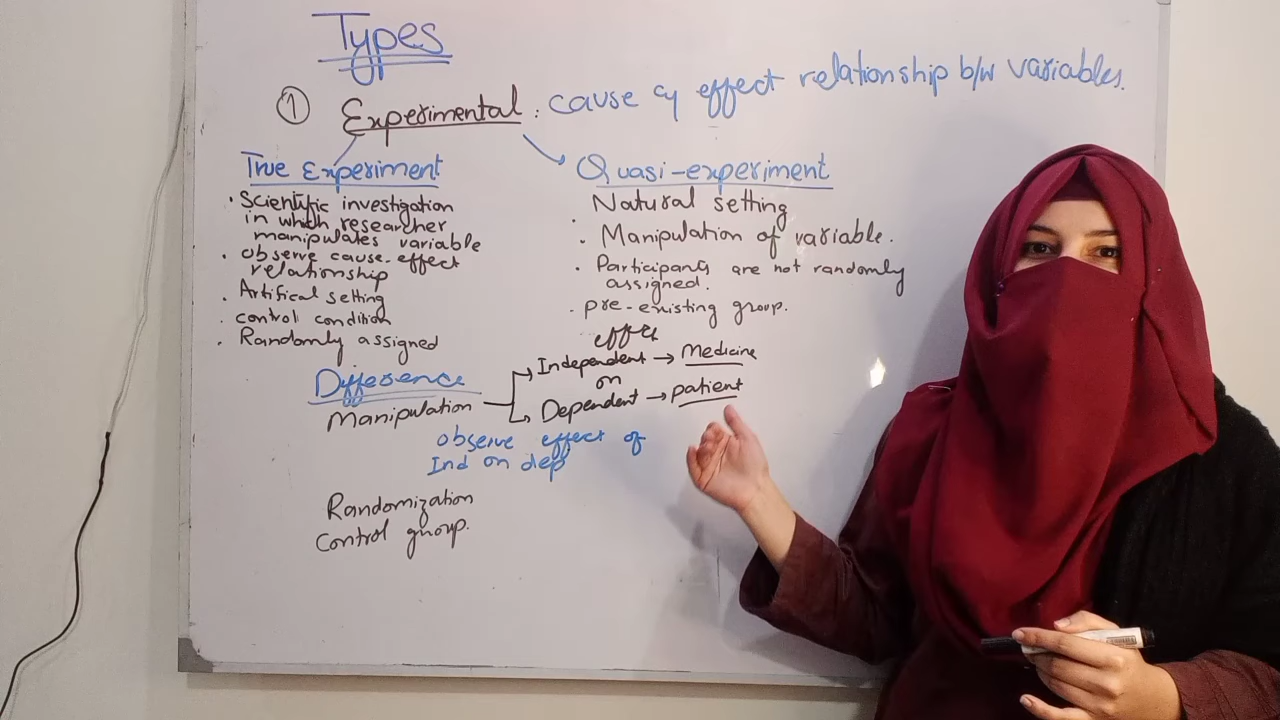 Types
① Experimental : cause & effect relationship b/w variables.
True Experiment
• Scientific investigation
in which researcher
manipulates variable
• observe cause-effect
relationship
• Artifical setting
• control condition
• Randomly assigned
Quasi-experiment
Natural setting
• Manipulation of variable.
• Participants are not randomly
assigned.
• pre-existing group.
Difference
Manipulation
effect
Independent → Medicine
on
Dependent → patient
observe effect of
Ind on dep
Randomization
Control group.